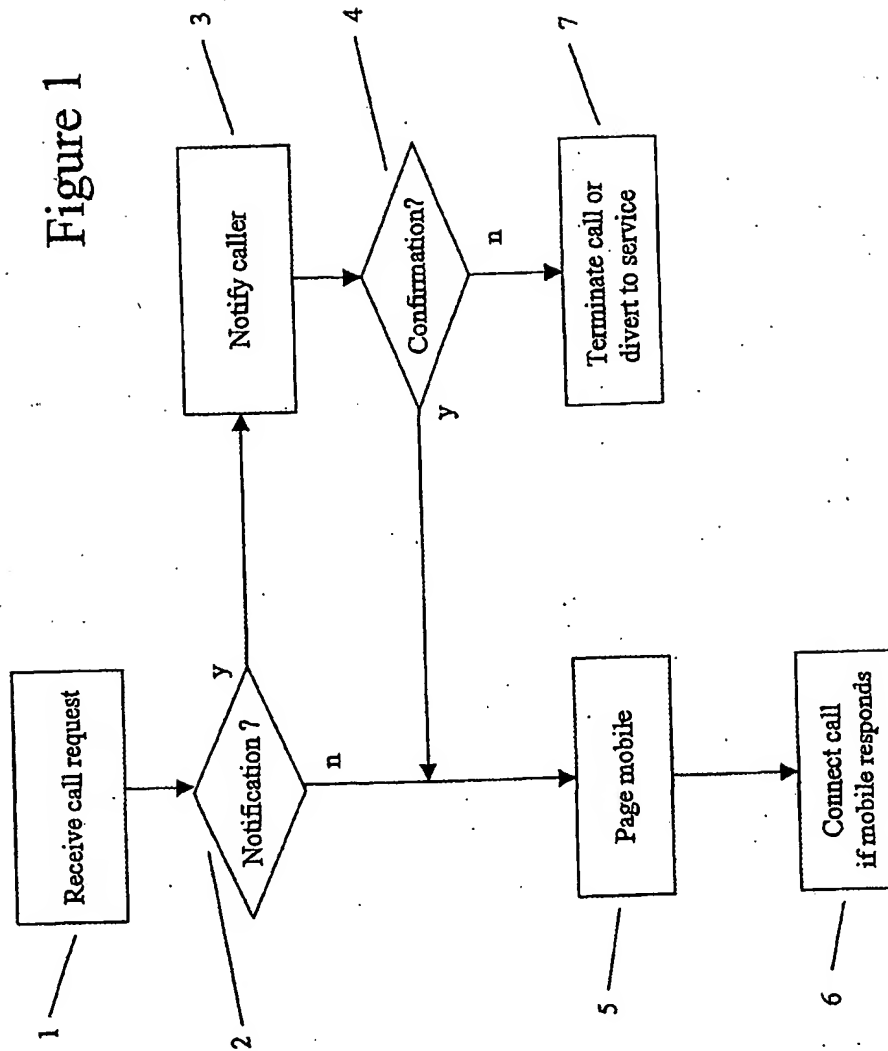 Figure 1
1
Receive call request
2
Notification ?
y
n
3
Notify caller
4
Confirmation?
y
n
5
Page mobile
6
Connect call
if mobile responds
7
Terminate call or
divert to service